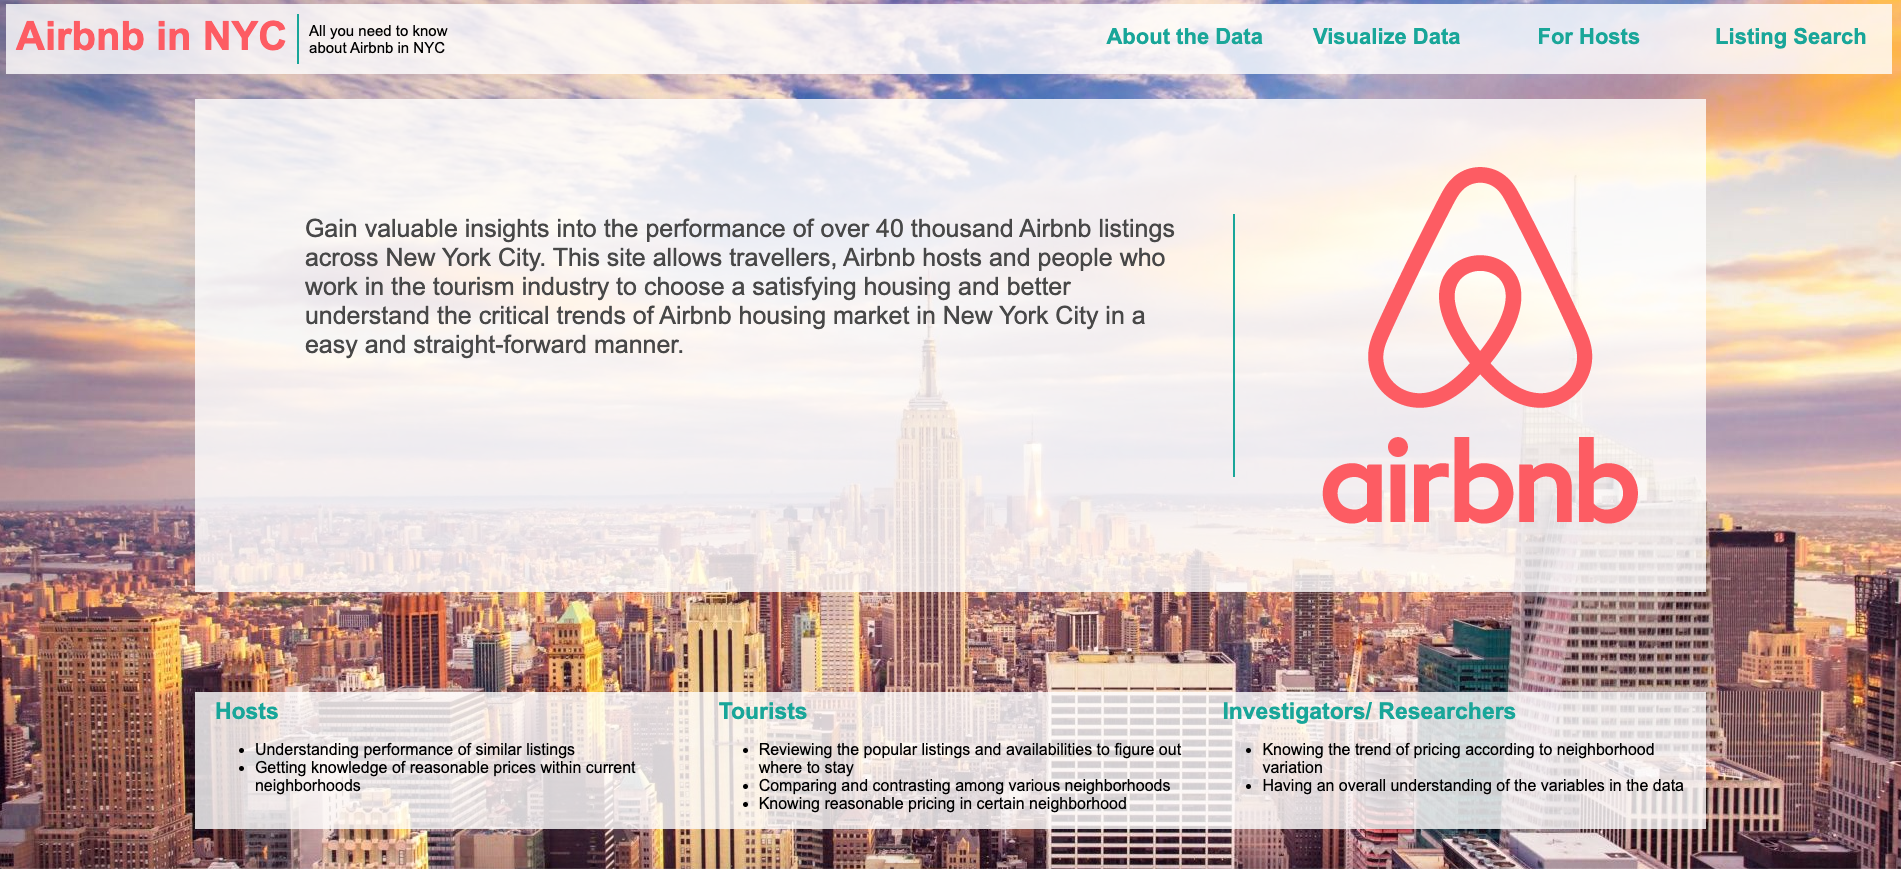 Airbnb in NYC
All you need to know
about Airbnb in NYC
About the Data
Visualize Data
For Hosts
Listing Search
Gain valuable insights into the performance of over 40 thousand Airbnb listings
across New York City. This site allows travellers, Airbnb hosts and people who
work in the tourism industry to choose a satisfying housing and better
understand the critical trends of Airbnb housing market in New York City in a
easy and straight-forward manner.
airbnb
Hosts
• Understanding performance of similar listings
• Getting knowledge of reasonable prices within current
neighborhoods
Tourists
• Reviewing the popular listings and availabilities to figure out
where to stay
• Comparing and contrasting among various neighborhoods
• Knowing reasonable pricing in certain neighborhood
Investigators/ Researchers
• Knowing the trend of pricing according to neighborhood
variation
• Having an overall understanding of the variables in the data